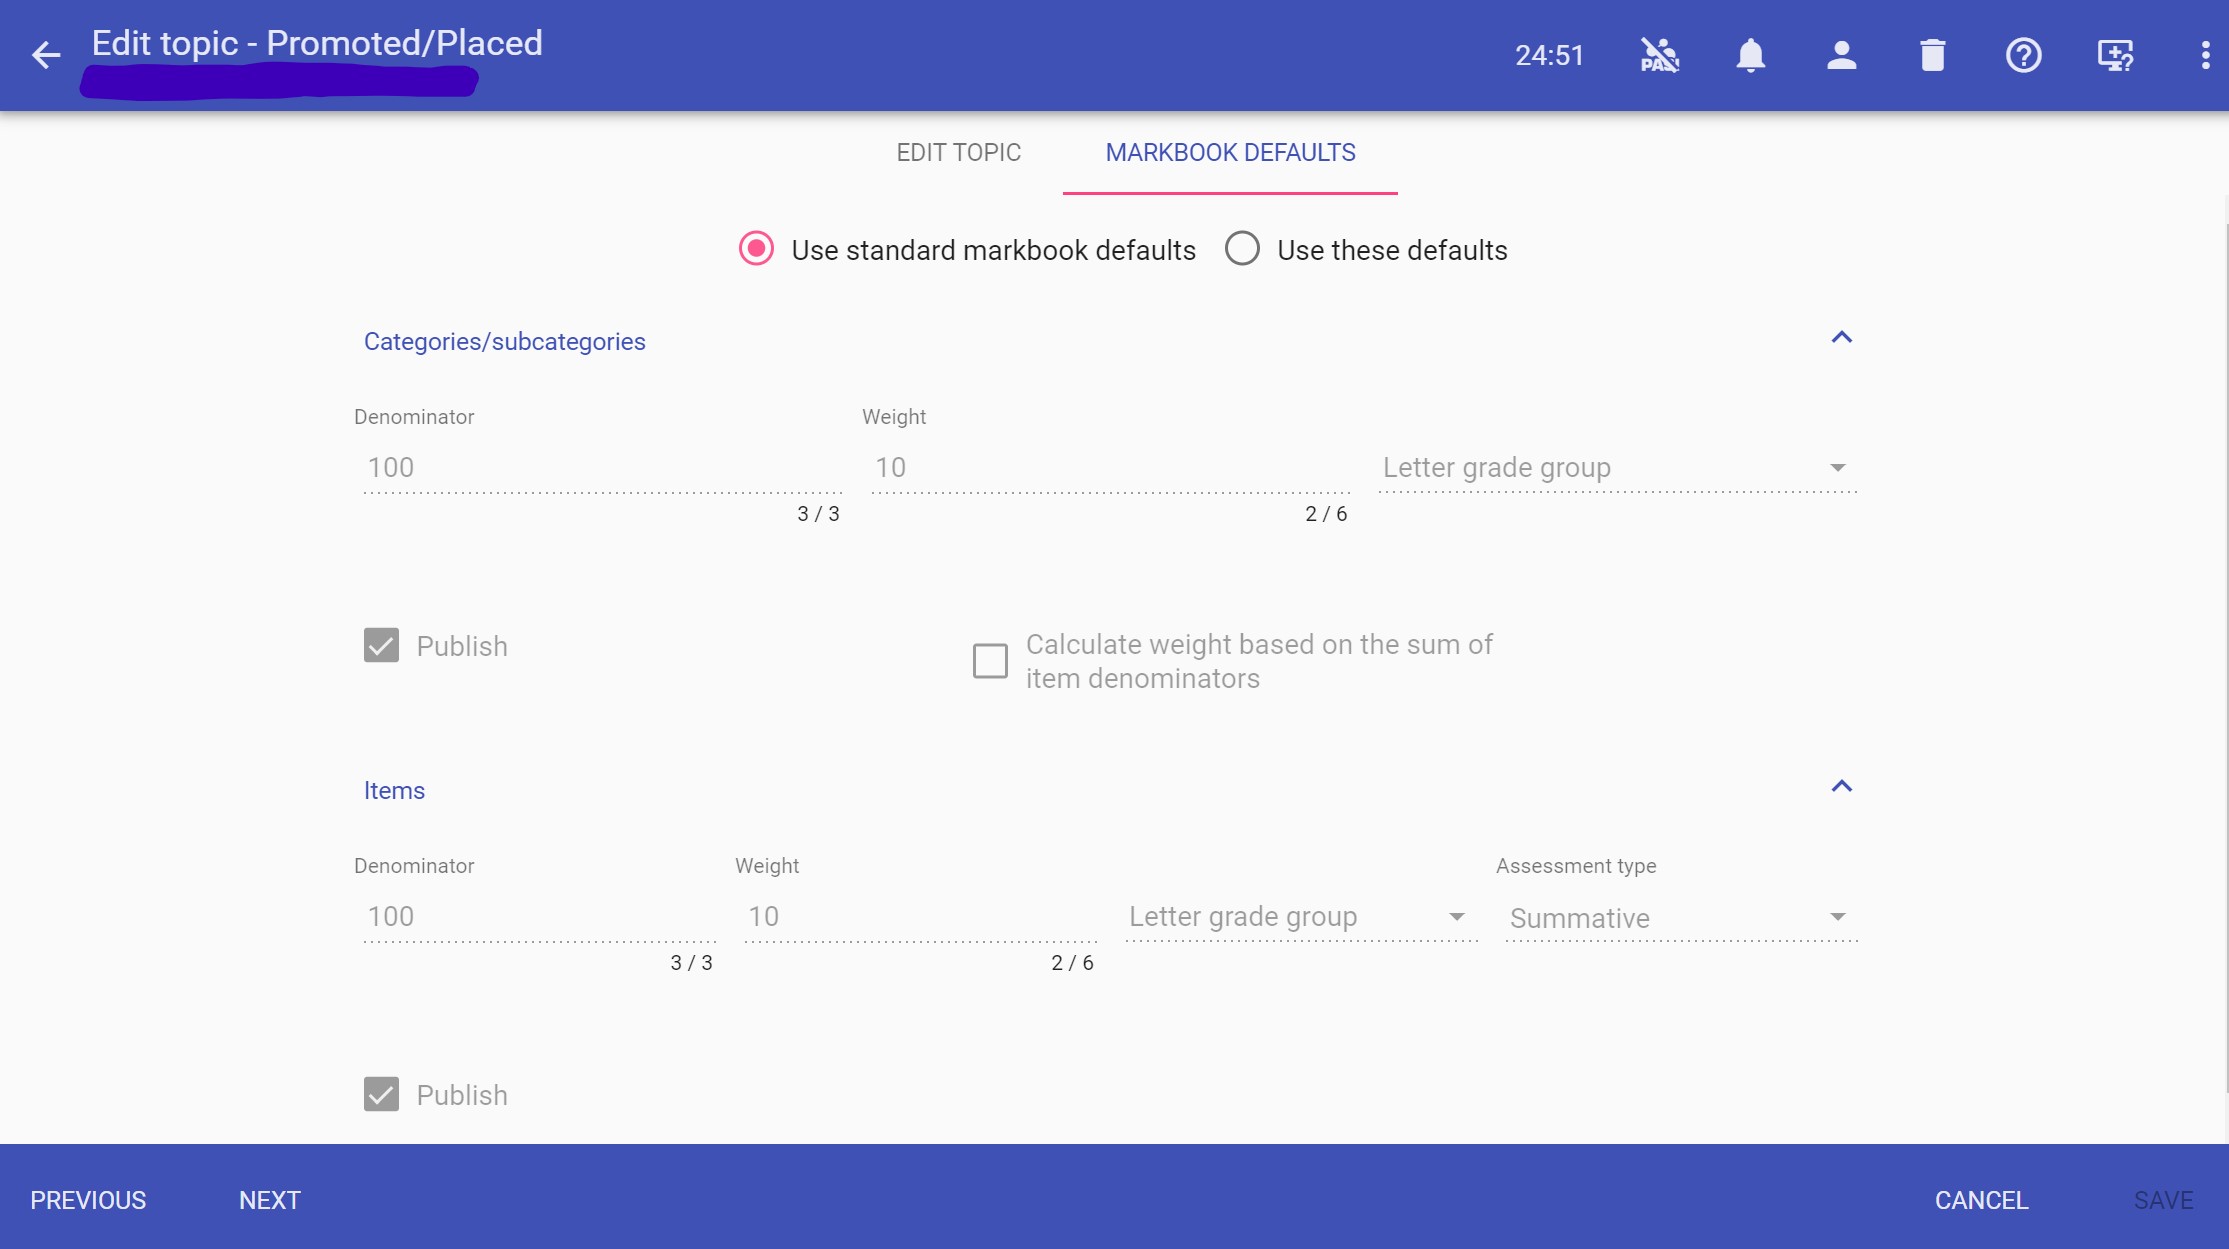 Edit topic - Promoted/Placed
24:51
PAS!
EDIT TOPIC
MARKBOOK DEFAULTS
Use standard markbook defaults
Use these defaults
Categories/subcategories
Denominator
Weight
100
10
Letter grade group
3 / 3
2 / 6
Publish
Calculate weight based on the sum of
item denominators
Items
Denominator
Weight
Assessment type
100
10
Letter grade group
Summative
3 / 3
2 / 6
Publish
PREVIOUS
NEXT
CANCEL
SAVE